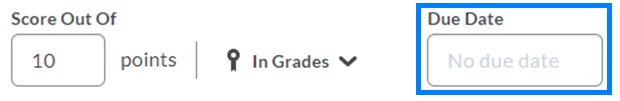 Score Out Of
Due Date
10 points In Grades
No due date